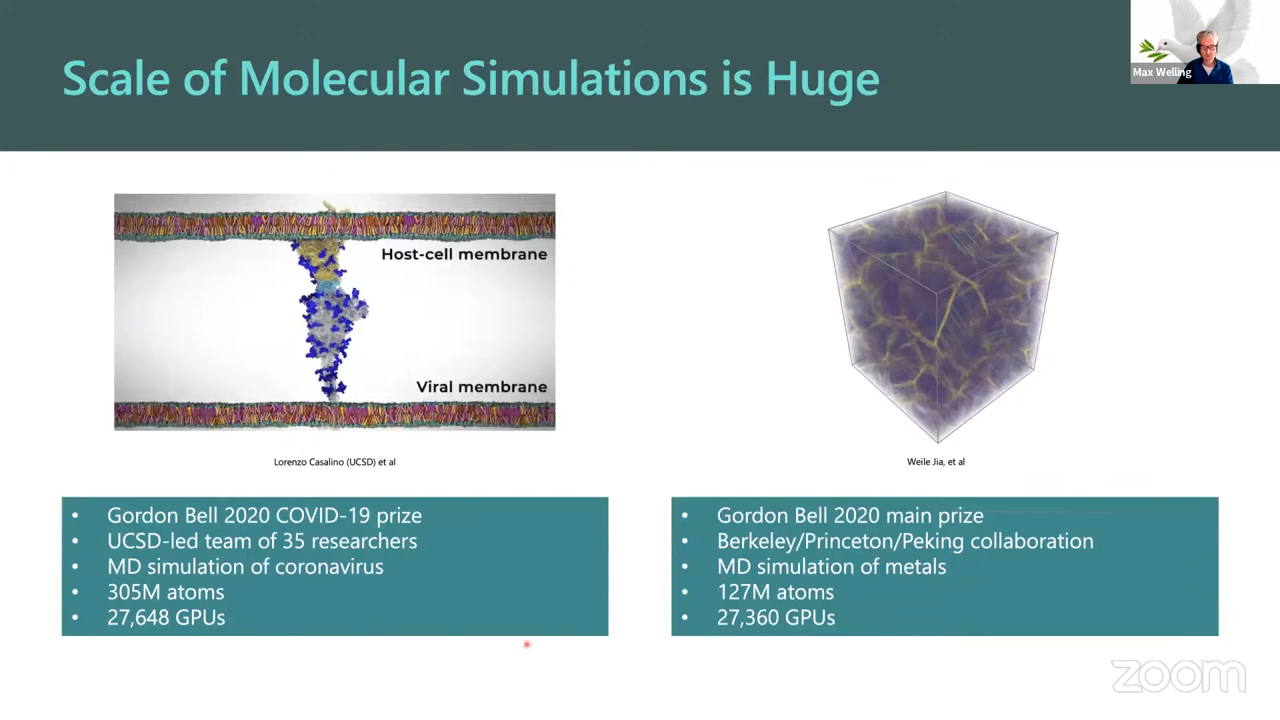 Scale of Molecular Simulations is Huge
Max Welling
Host-cell membrane
Viral membrane
Lorenzo Casalino (UCSD) et al
• Gordon Bell 2020 COVID-19 prize
• UCSD-led team of 35 researchers
• MD simulation of coronavirus
• 305M atoms
• 27,648 GPUs
Weile Jia, et al
• Gordon Bell 2020 main prize
• Berkeley/Princeton/Peking collaboration
• MD simulation of metals
• 127M atoms
• 27,360 GPUs
zoom